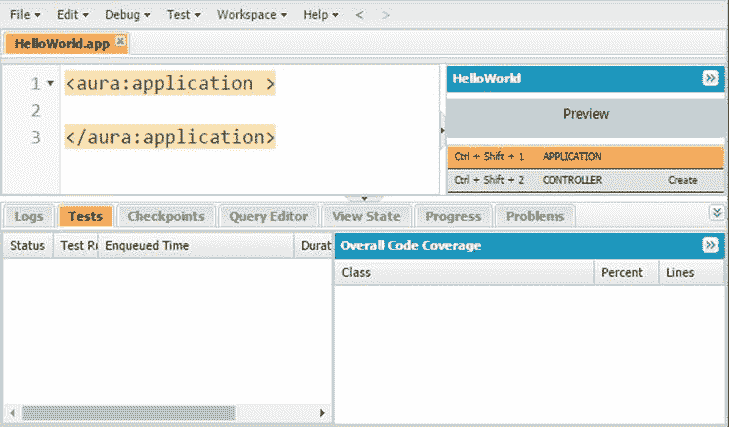 File Edit Debug Test Workspace Help < >
HelloWorld.app
1 <aura:application >
2
3 </aura:application>
HelloWorld
Preview
Ctrl + Shift + 1 APPLICATION
Ctrl + Shift + 2 CONTROLLER Create
Logs Tests Checkpoints Query Editor View State Progress Problems
Status Test Ru Enqueued Time Durat
Overall Code Coverage
Class Percent Lines